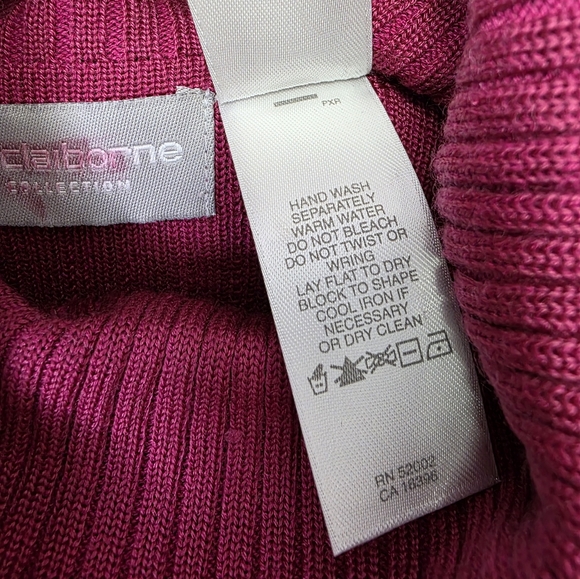 claiborne
COLLECTION
PXR
HAND WASH
SEPARATELY
WARM WATER
DO NOT BLEACH
DO NOT TWIST OR
WRING
LAY FLAT TO DRY
BLOCK TO SHAPE
COOL IRON IF
NECESSARY
OR DRY CLEAN
RN 52002
CA 16396